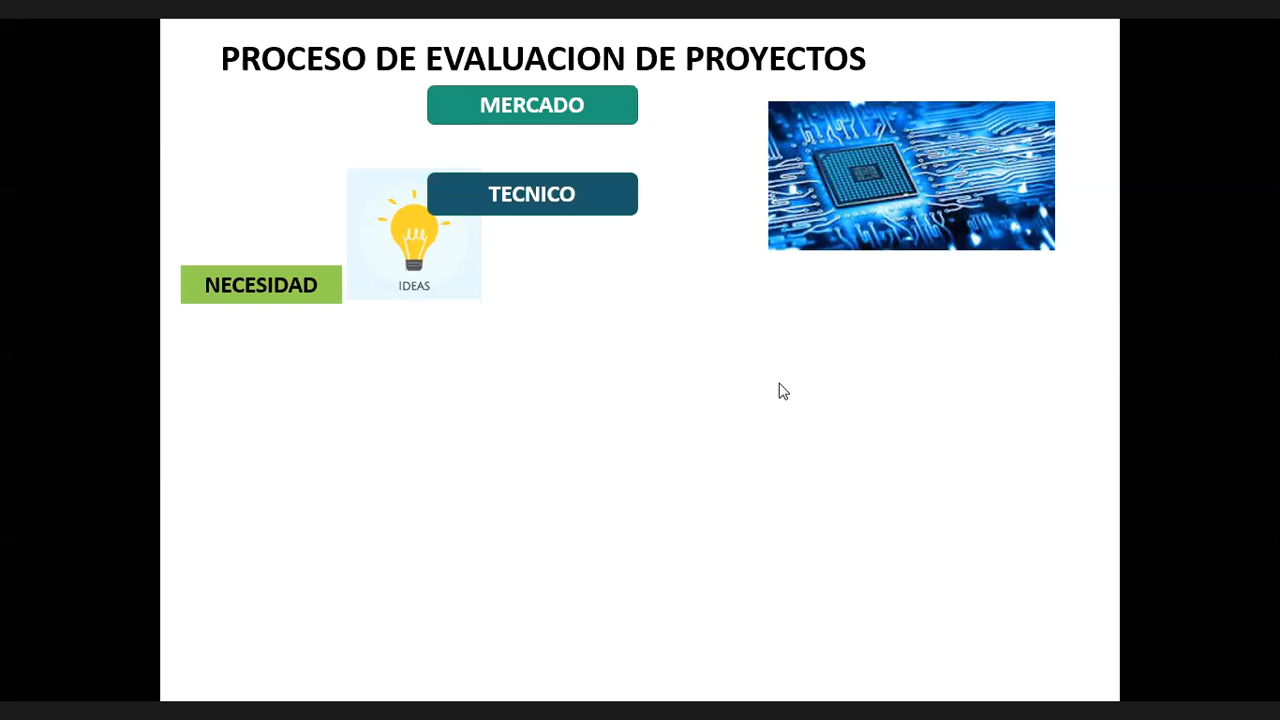 PROCESO DE EVALUACION DE PROYECTOS
MERCADO
TECNICO
NECESIDAD
IDEAS